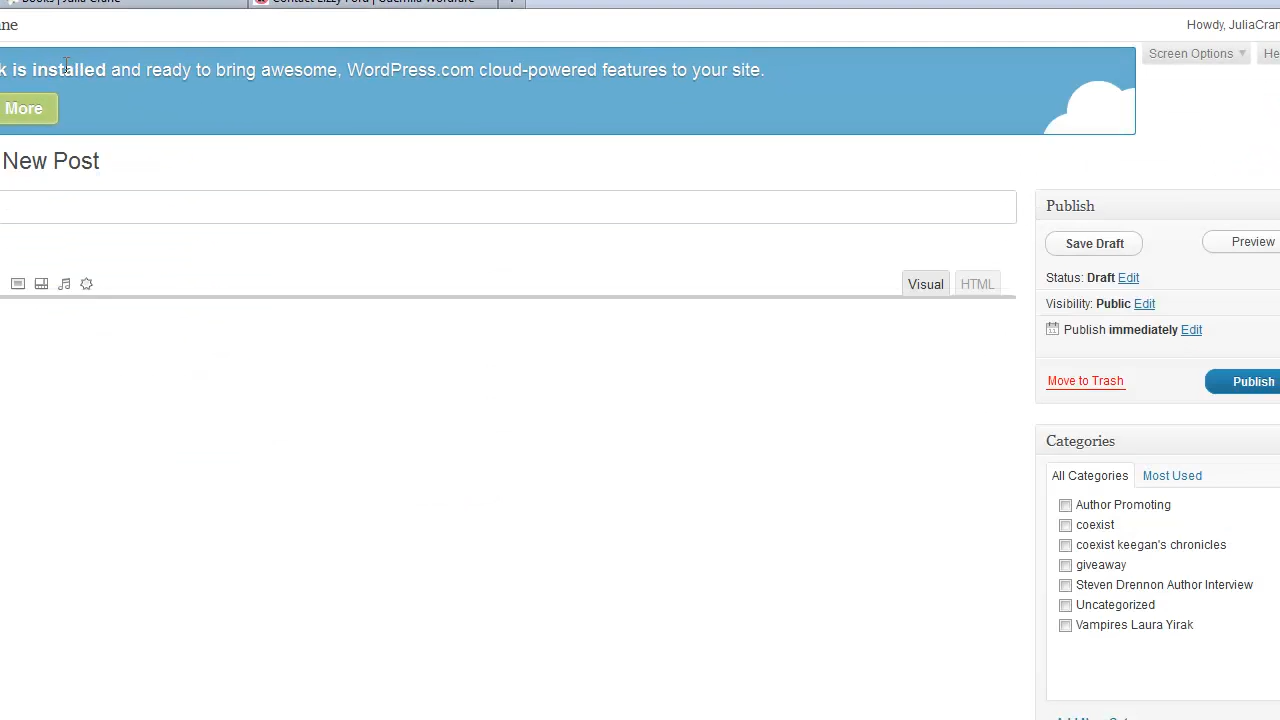 Books | Julia Crane Contact Lizzy Ford | Guerrilla Wordfare +
ne Howdy, JuliaCran
k is installed and ready to bring awesome, WordPress.com cloud-powered features to your site. Screen Options He
More
New Post
Publish
Save Draft Preview
Visual HTML
Status: Draft Edit
Visibility: Public Edit
Publish immediately Edit
Move to Trash Publish
Categories
All Categories Most Used
Author Promoting
coexist
coexist keegan's chronicles
giveaway
Steven Drennon Author Interview
Uncategorized
Vampires Laura Yirak